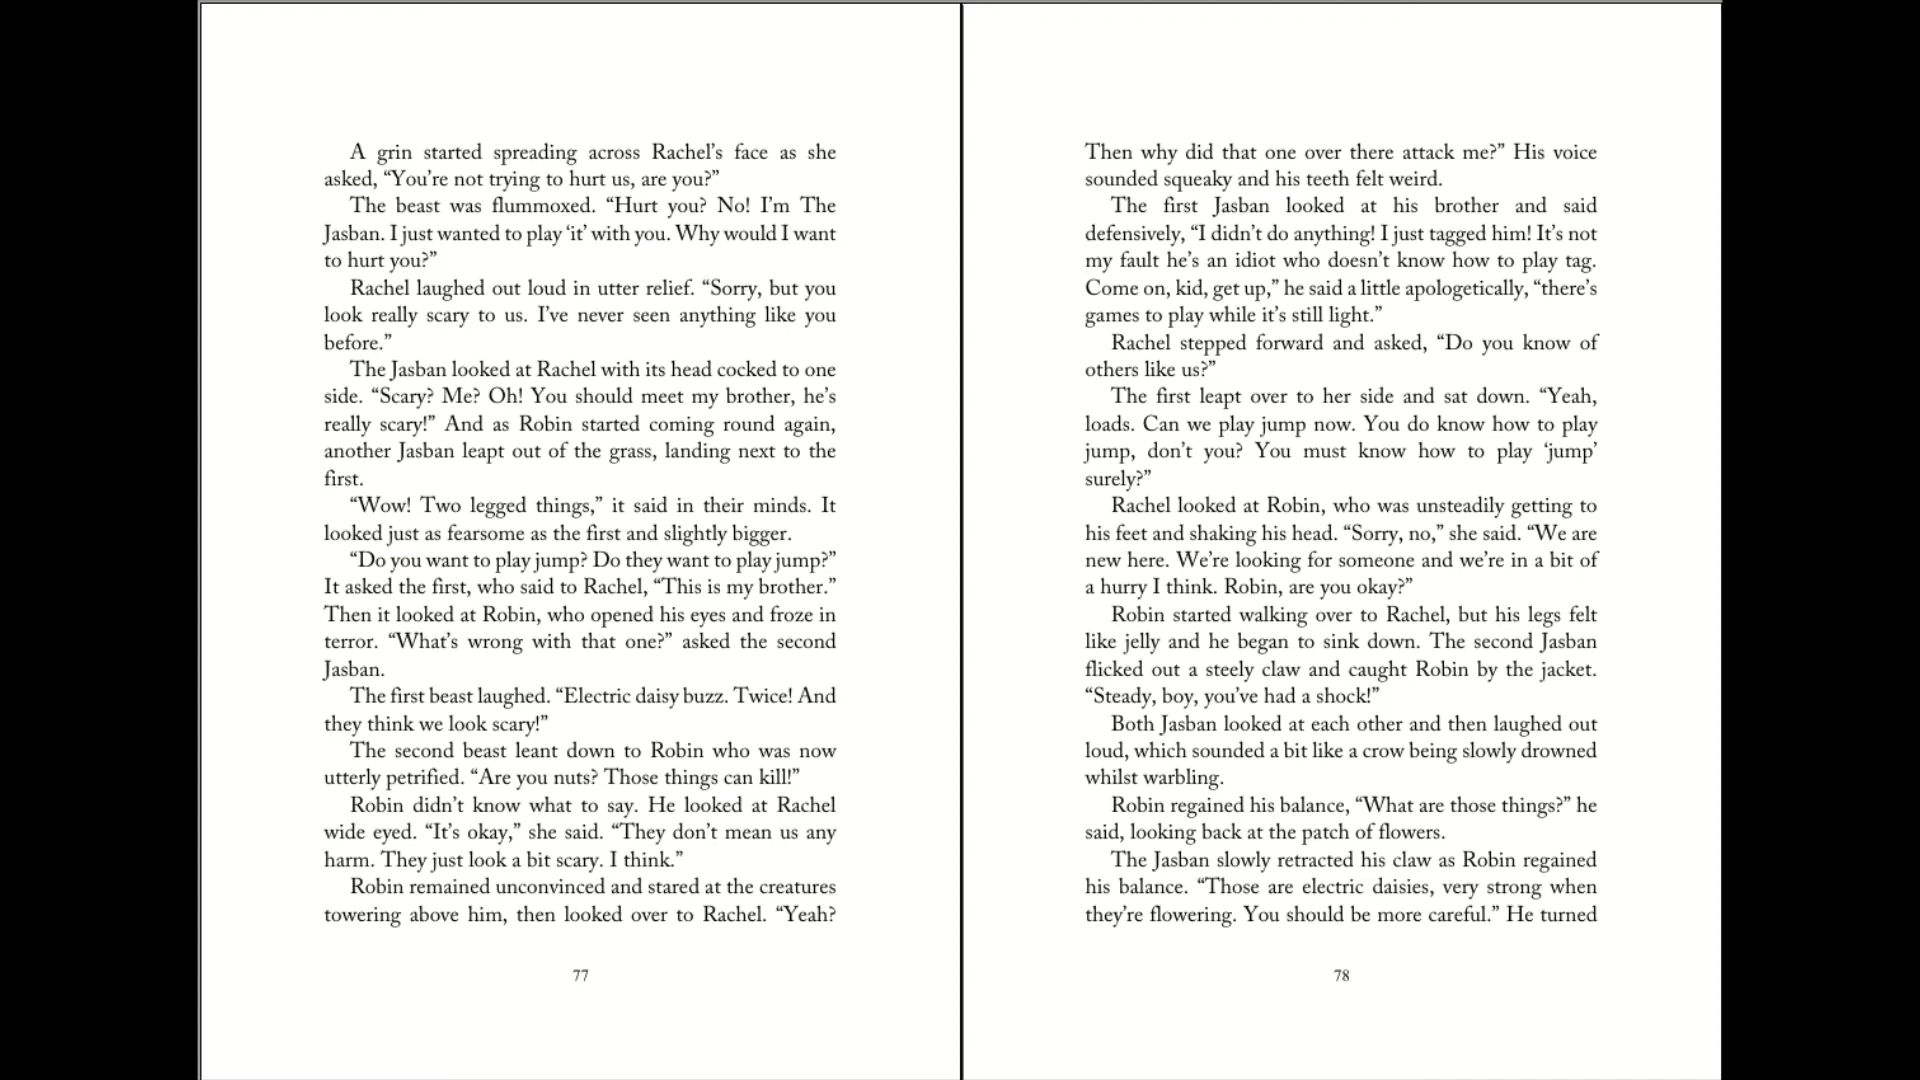 A grin started spreading across Rachel’s face as she
asked, “You’re not trying to hurt us, are you?”
The beast was flummoxed. “Hurt you? No! I’m The
Jasban. I just wanted to play ‘it’ with you. Why would I want
to hurt you?”
Rachel laughed out loud in utter relief. “Sorry, but you
look really scary to us. I’ve never seen anything like you
before.”
The Jasban looked at Rachel with its head cocked to one
side. “Scary? Me? Oh! You should meet my brother, he’s
really scary!” And as Robin started coming round again,
another Jasban leapt out of the grass, landing next to the
first.
“Wow! Two legged things,” it said in their minds. It
looked just as fearsome as the first and slightly bigger.
“Do you want to play jump? Do they want to play jump?”
It asked the first, who said to Rachel, “This is my brother.”
Then it looked at Robin, who opened his eyes and froze in
terror. “What’s wrong with that one?” asked the second
Jasban.
The first beast laughed. “Electric daisy buzz. Twice! And
they think we look scary!”
The second beast leant down to Robin who was now
utterly petrified. “Are you nuts? Those things can kill!”
Robin didn’t know what to say. He looked at Rachel
wide eyed. “It’s okay,” she said. “They don’t mean us any
harm. They just look a bit scary. I think.”
Robin remained unconvinced and stared at the creatures
towering above him, then looked over to Rachel. “Yeah?
77
Then why did that one over there attack me?” His voice
sounded squeaky and his teeth felt weird.
The first Jasban looked at his brother and said
defensively, “I didn’t do anything! I just tagged him! It’s not
my fault he’s an idiot who doesn’t know how to play tag.
Come on, kid, get up,” he said a little apologetically, “there’s
games to play while it’s still light.”
Rachel stepped forward and asked, “Do you know of
others like us?”
The first leapt over to her side and sat down. “Yeah,
loads. Can we play jump now. You do know how to play
jump, don’t you? You must know how to play ‘jump’
surely?”
Rachel looked at Robin, who was unsteadily getting to
his feet and shaking his head. “Sorry, no,” she said. “We are
new here. We’re looking for someone and we’re in a bit of
a hurry I think. Robin, are you okay?”
Robin started walking over to Rachel, but his legs felt
like jelly and he began to sink down. The second Jasban
flicked out a steely claw and caught Robin by the jacket.
“Steady, boy, you’ve had a shock!”
Both Jasban looked at each other and then laughed out
loud, which sounded a bit like a crow being slowly drowned
whilst warbling.
Robin regained his balance, “What are those things?” he
said, looking back at the patch of flowers.
The Jasban slowly retracted his claw as Robin regained
his balance. “Those are electric daisies, very strong when
they’re flowering. You should be more careful.” He turned
78